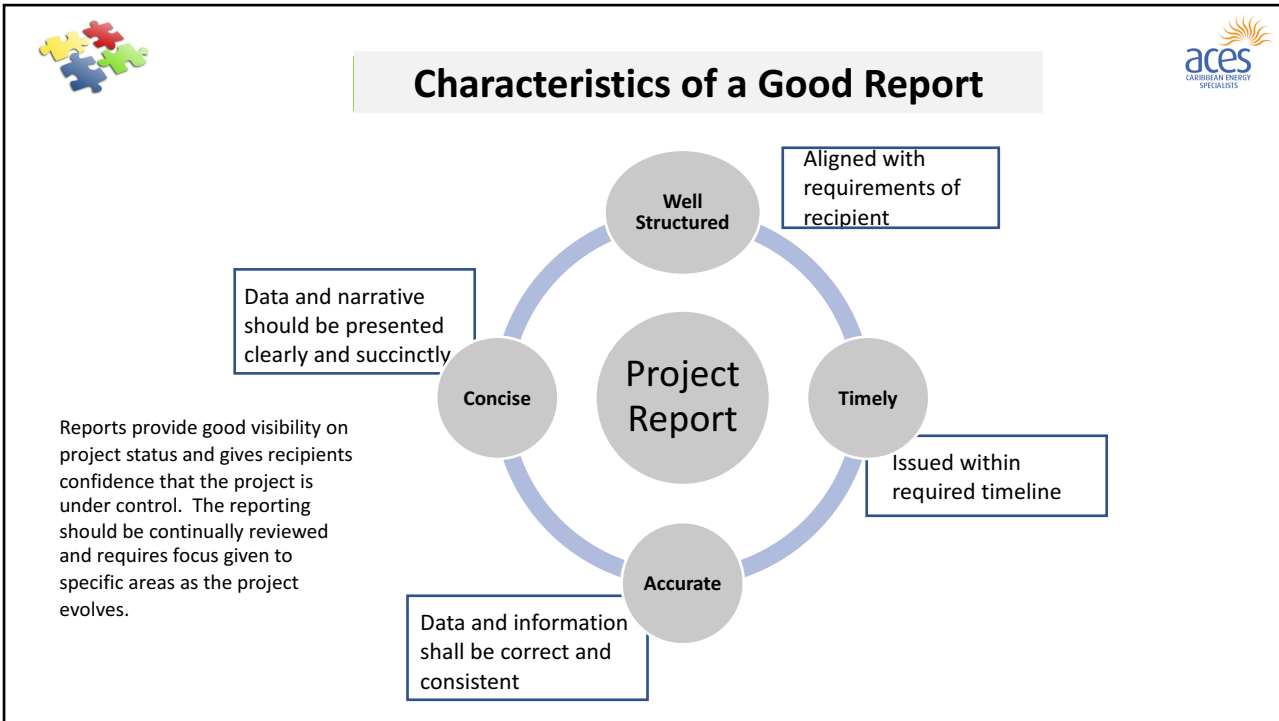 Characteristics of a Good Report
aces
CARIBBEAN ENERGY
SPECIALISTS
Well
Structured
Aligned with
requirements of
recipient
Data and narrative
should be presented
clearly and succinctly
Concise
Project
Report
Timely
Issued within
required timeline
Reports provide good visibility on
project status and gives recipients
confidence that the project is
under control.  The reporting
should be continually reviewed
and requires focus given to
specific areas as the project
evolves.
Accurate
Data and information
shall be correct and
consistent